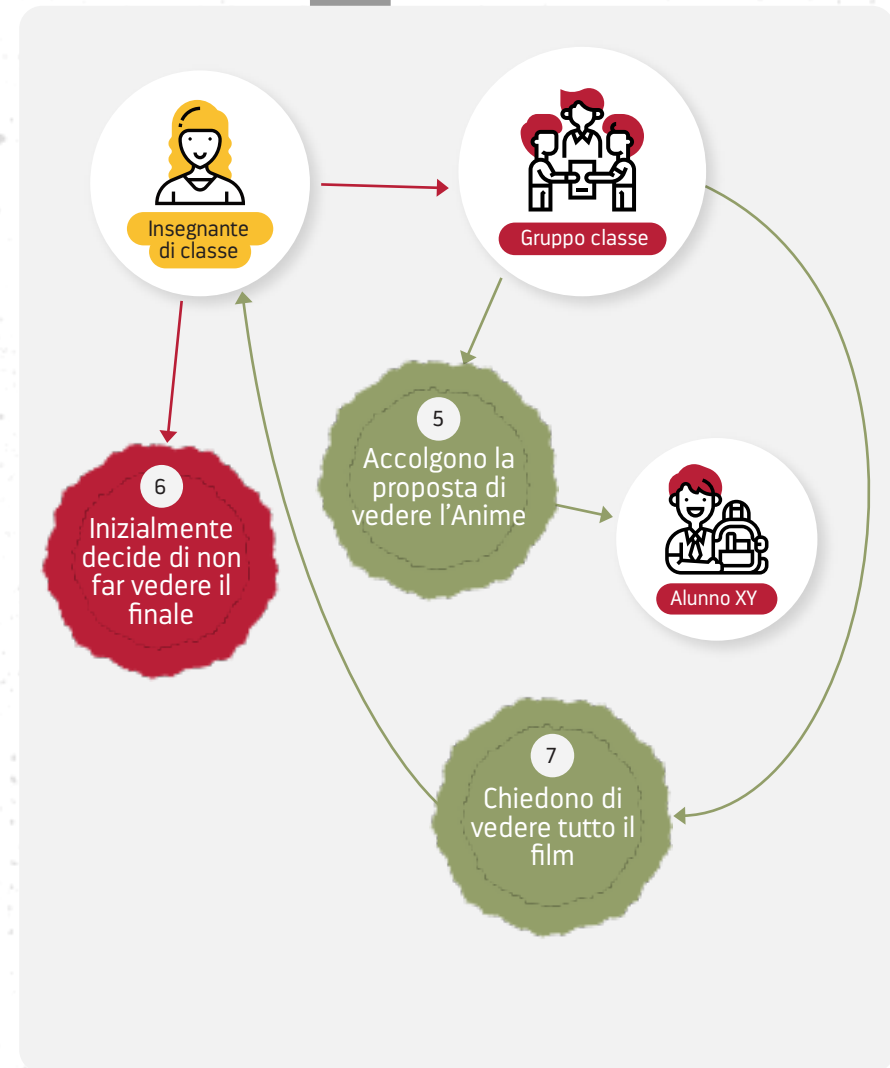 Insegnante
di classe
Gruppo classe
5
Accolgono la
proposta di
vedere l'Anime
6
Inizialmente
decide di non
far vedere il
finale
Alunno XY
7
Chiedono di
vedere tutto il
film